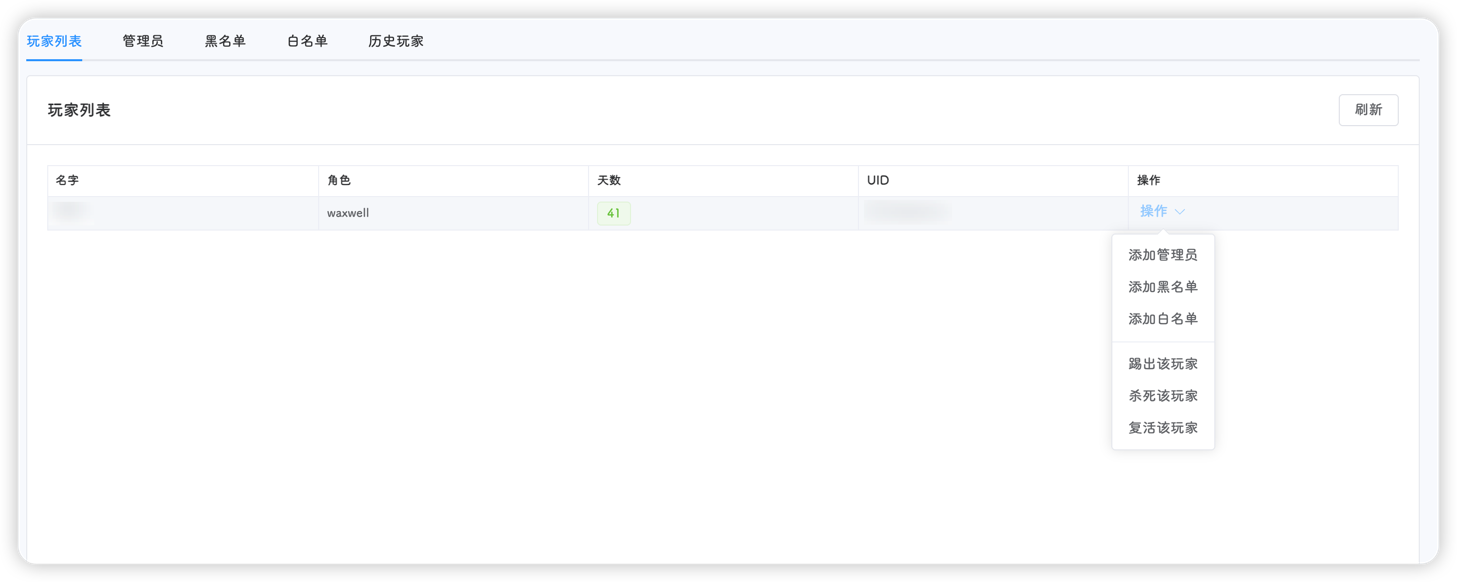 玩家列表 管理员 黑名单 白名单 历史玩家
玩家列表 刷新
名字 角色 天数 UID 操作
waxwell 41 操作
添加管理员
添加黑名单
添加白名单
踢出该玩家
杀死该玩家
复活该玩家